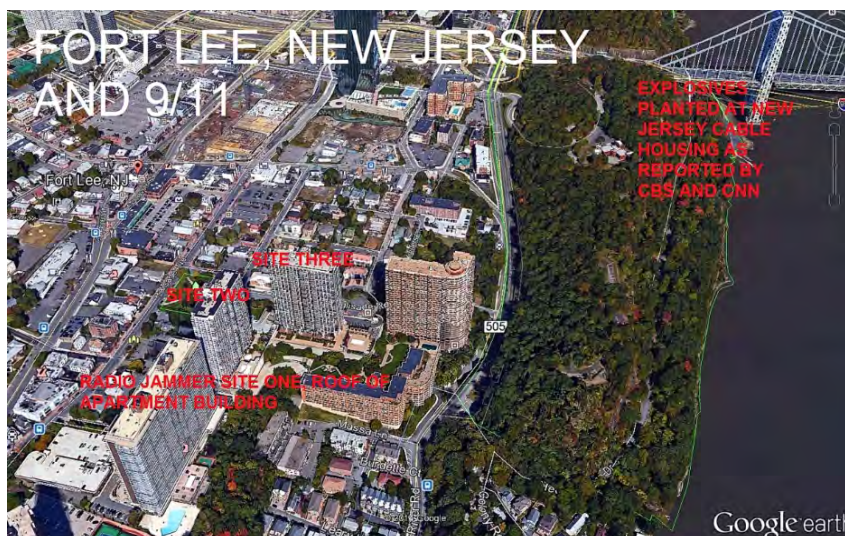 FORT LEE, NEW JERSEY
AND 9/11
EXPLOSIVES
PLANTED AT NEW
JERSEY CABLE
HOUSING AS
REPORTED BY
CBS AND CNN
Fort Lee, NJ
SITE THREE
SITE TWO
505
RADIO JAMMER SITE ONE, ROOF OF
APARTMENT BUILDING
Google earth